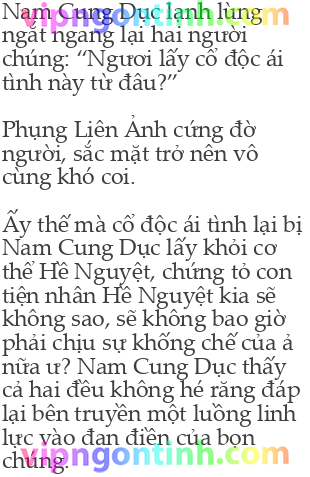 Nam Cung Dục lạnh lùng
vipngontinh.com
ngắt ngang lại hai người
chúng: “Ngươi lấy cổ độc ái
tình này từ đâu?”
Phụng Liên Ảnh cứng đờ
người, sắc mặt trở nên vô
cùng khó coi.
Ấy thế mà cổ độc ái tình lại bị
Nam Cung Dục lấy khỏi cơ
thể Hề Nguyệt, chứng tỏ con
tiện nhân Hề Nguyệt kia sẽ
không sao, sẽ không bao giờ
phải chịu sự khống chế của ả
nữa ư? Nam Cung Dục thấy
cả hai đều không hé răng đáp
lại bên truyền một luồng linh
lực vào đan điền của bọn
vipngontinh.com
chúng.